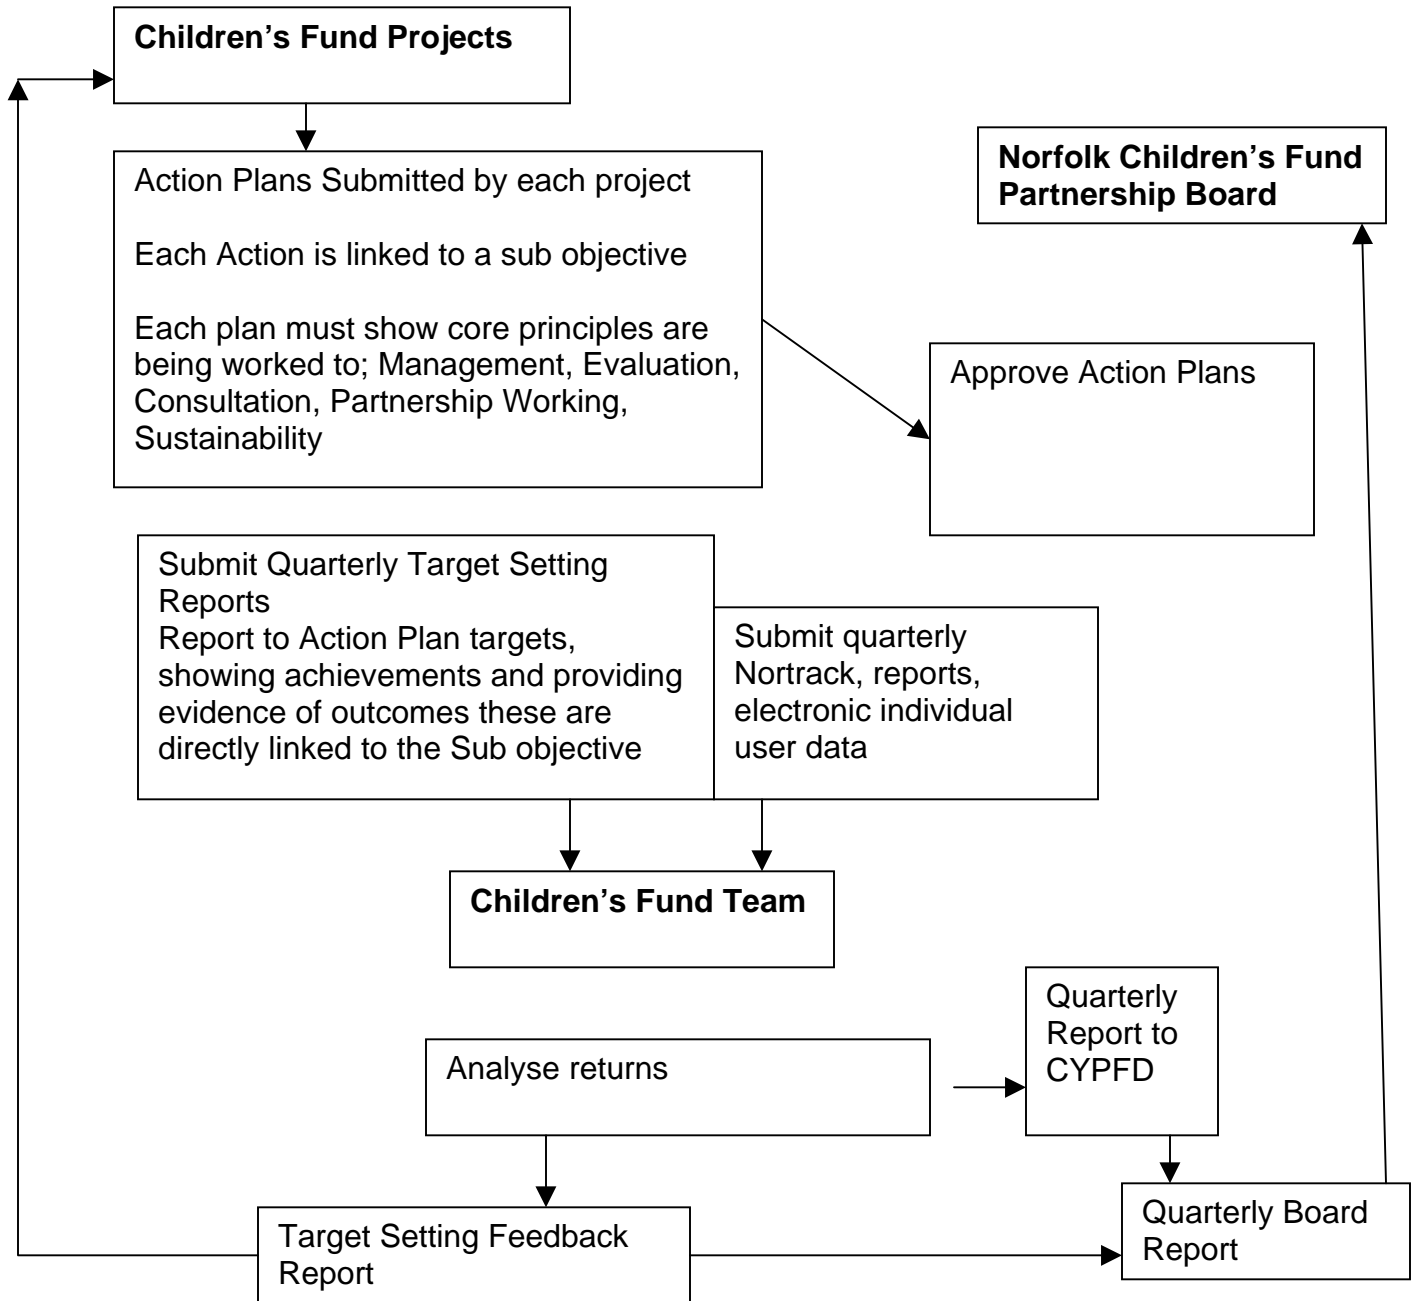 Children’s Fund Projects
Norfolk Children’s Fund
Partnership Board
Action Plans Submitted by each project
Each Action is linked to a sub objective
Each plan must show core principles are
being worked to; Management, Evaluation,
Consultation, Partnership Working,
Sustainability
Approve Action Plans
Submit Quarterly Target Setting
Reports
Report to Action Plan targets,
showing achievements and providing
evidence of outcomes these are
directly linked to the Sub objective
Submit quarterly
Nortrack, reports,
electronic individual
user data
Children’s Fund Team
Analyse returns
Quarterly
Report to
CYPFD
Target Setting Feedback
Report
Quarterly Board
Report